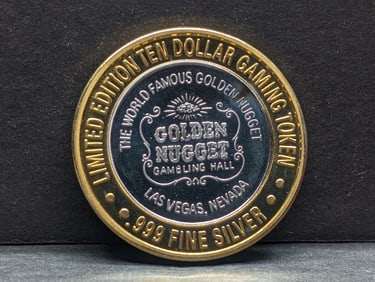 LIMITED EDITION TEN DOLLAR GAMING TOKEN
THE WORLD FAMOUS GOLDEN NUGGET
GOLDEN
NUGGET
GAMBLING HALL
LAS VEGAS, NEVADA
.999 FINE SILVER